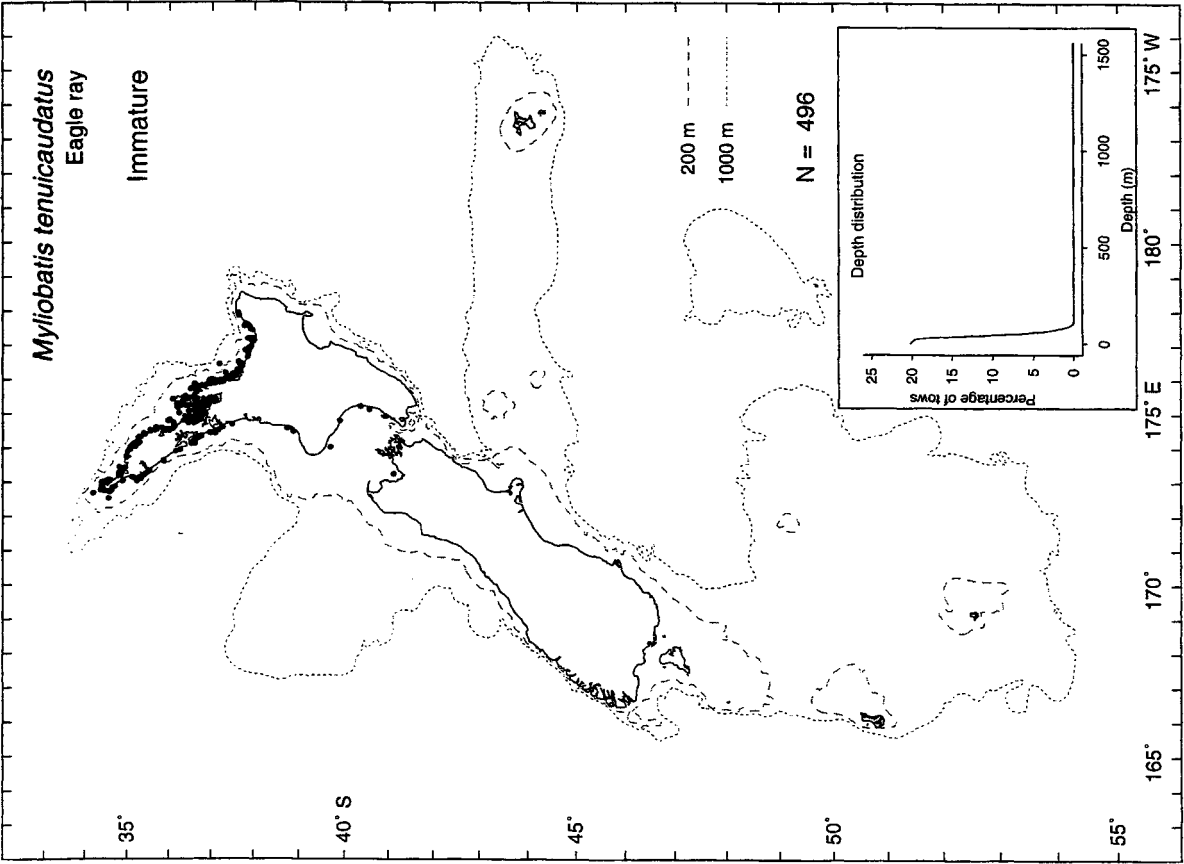 Myliobatis tenuicaudatus
Eagle ray
Immature
200 m
1000 m
N = 496
Depth distribution
Percentage of tows
25
20
15
10
5
0
0
500
1000
1500
Depth (m)
35°
40° S
45°
50°
55°
165°
170°
175° E
180°
175° W